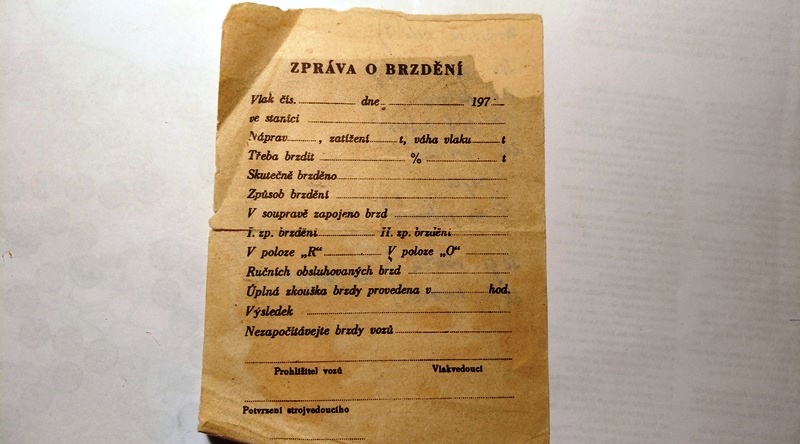 ZPRÁVA O BRZDĚNÍ
Vlak čís. dne 197
ve stanici
Náprav , zatížení t, váha vlaku t
Třeba brzdit % t
Skutečně brzděno
Způsob brzdění
V soupravě zapojeno brzd
I. zp. brzdění II. zp. brzdění
V poloze „R“ V poloze „O“
Ručních obsluhovaných brzd
Úplná zkouška brzdy provedena v hod.
Výsledek
Nezapočítávejte brzdy vozů
Prohlížitel vozů Vlakvedoucí
Potvrzení strojvedoucího